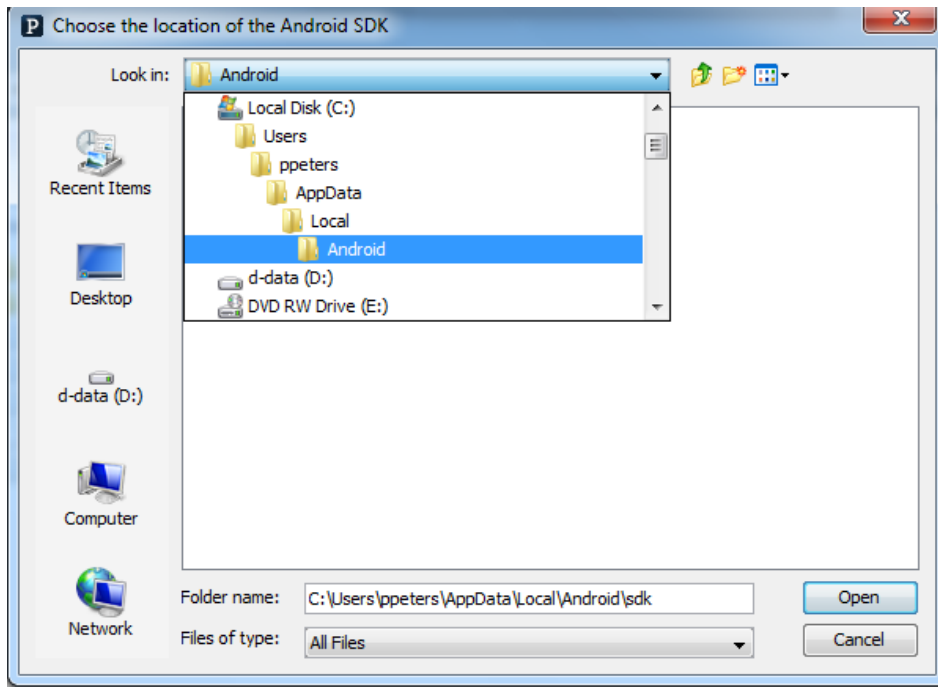 P Choose the location of the Android SDK
Look in: Android
Local Disk (C:)
Users
ppeters
AppData
Local
Android
d-data (D:)
DVD RW Drive (E:)
Recent Items
Desktop
d-data (D:)
Computer
Network
Folder name: C:\Users\ppeters\AppData\Local\Android\sdk Open
Files of type: All Files Cancel